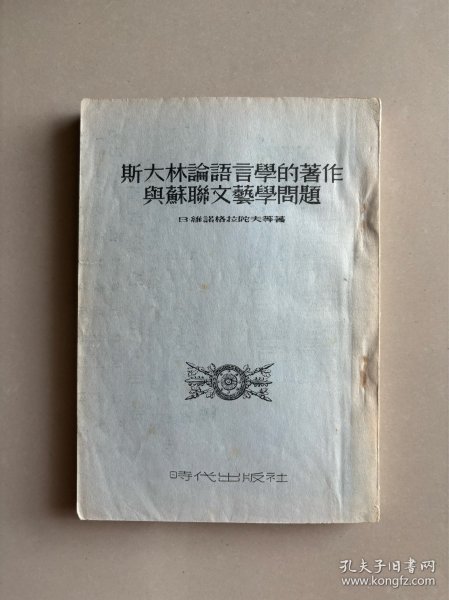 斯大林論語言學的著作
與蘇聯文藝學問題
維諾格拉陀夫等著
時代出版社
孔夫子旧书网
www.kongfz.com